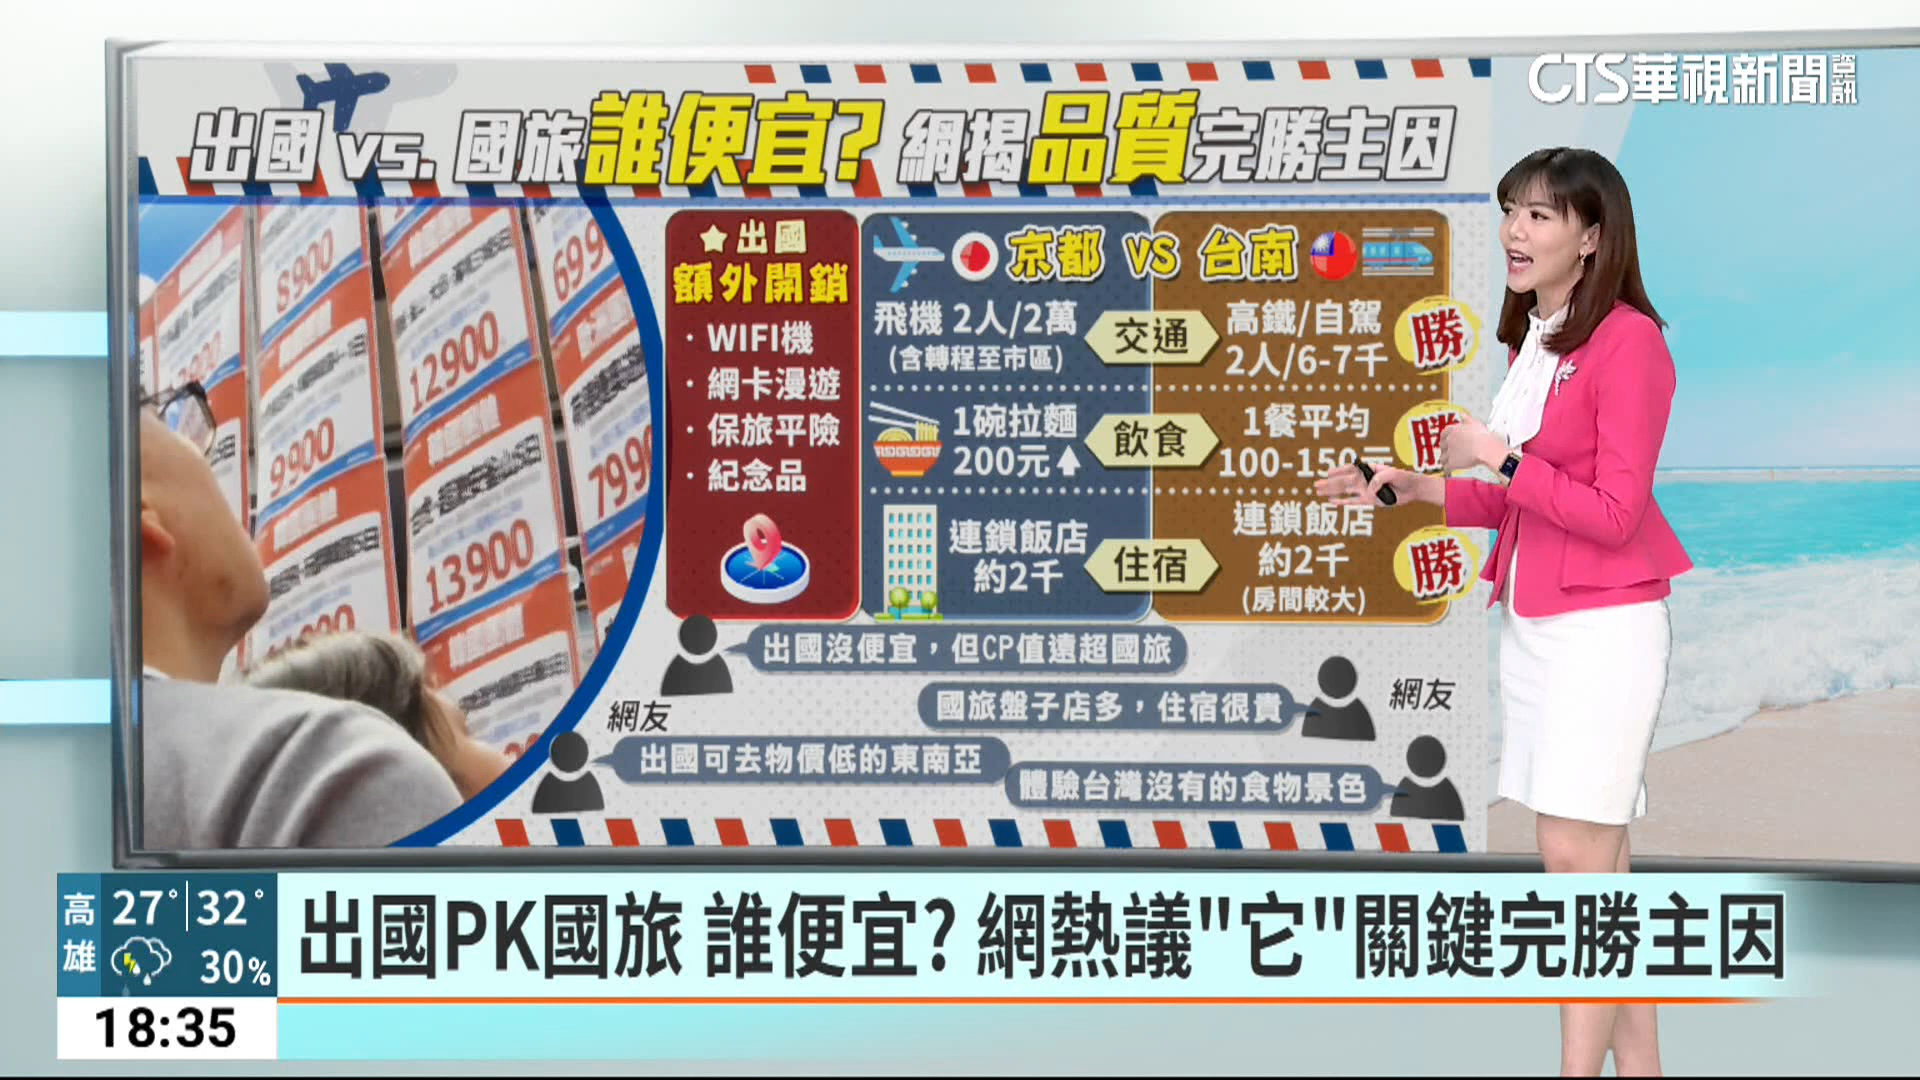 CTS華視新聞資訊
出國 vs. 國旅誰便宜? 網揭品質完勝主因
8900
699
12900
9900
7990
13900
出國
額外開銷
· WIFI機
· 網卡漫遊
· 保旅平險
· 紀念品
京都 VS 台南
飛機 2人/2萬
(含轉程至市區)
交通
高鐵/自駕
2人/6-7千
勝
1碗拉麵
200元
飲食
1餐平均
100-150元
勝
連鎖飯店
約2千
住宿
連鎖飯店
約2千
(房間較大)
勝
出國沒便宜，但CP值遠超國旅
網友
國旅盤子店多，住宿很貴
網友
出國可去物價低的東南亞
體驗台灣沒有的食物景色
高雄
27° 32°
30%
18:35
出國PK國旅 誰便宜? 網熱議"它"關鍵完勝主因